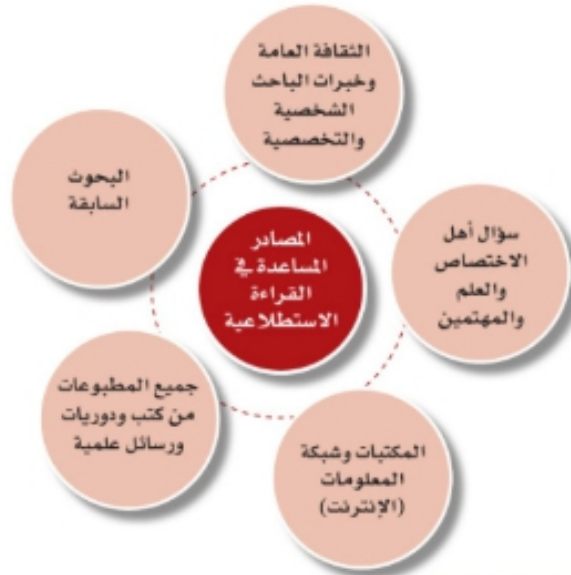 الثقافة العامة
وخبرات الباحث
الشخصية
والتخصصية
سؤال أهل
الاختصاص
والعلم
والمهتمين
المكتبات وشبكة
المعلومات
(الإنترنت)
جميع المطبوعات
من كتب ودوريات
ورسائل علمية
البحوث
السابقة
المصادر
المساعدة في
القراءة
الاستطلاعية